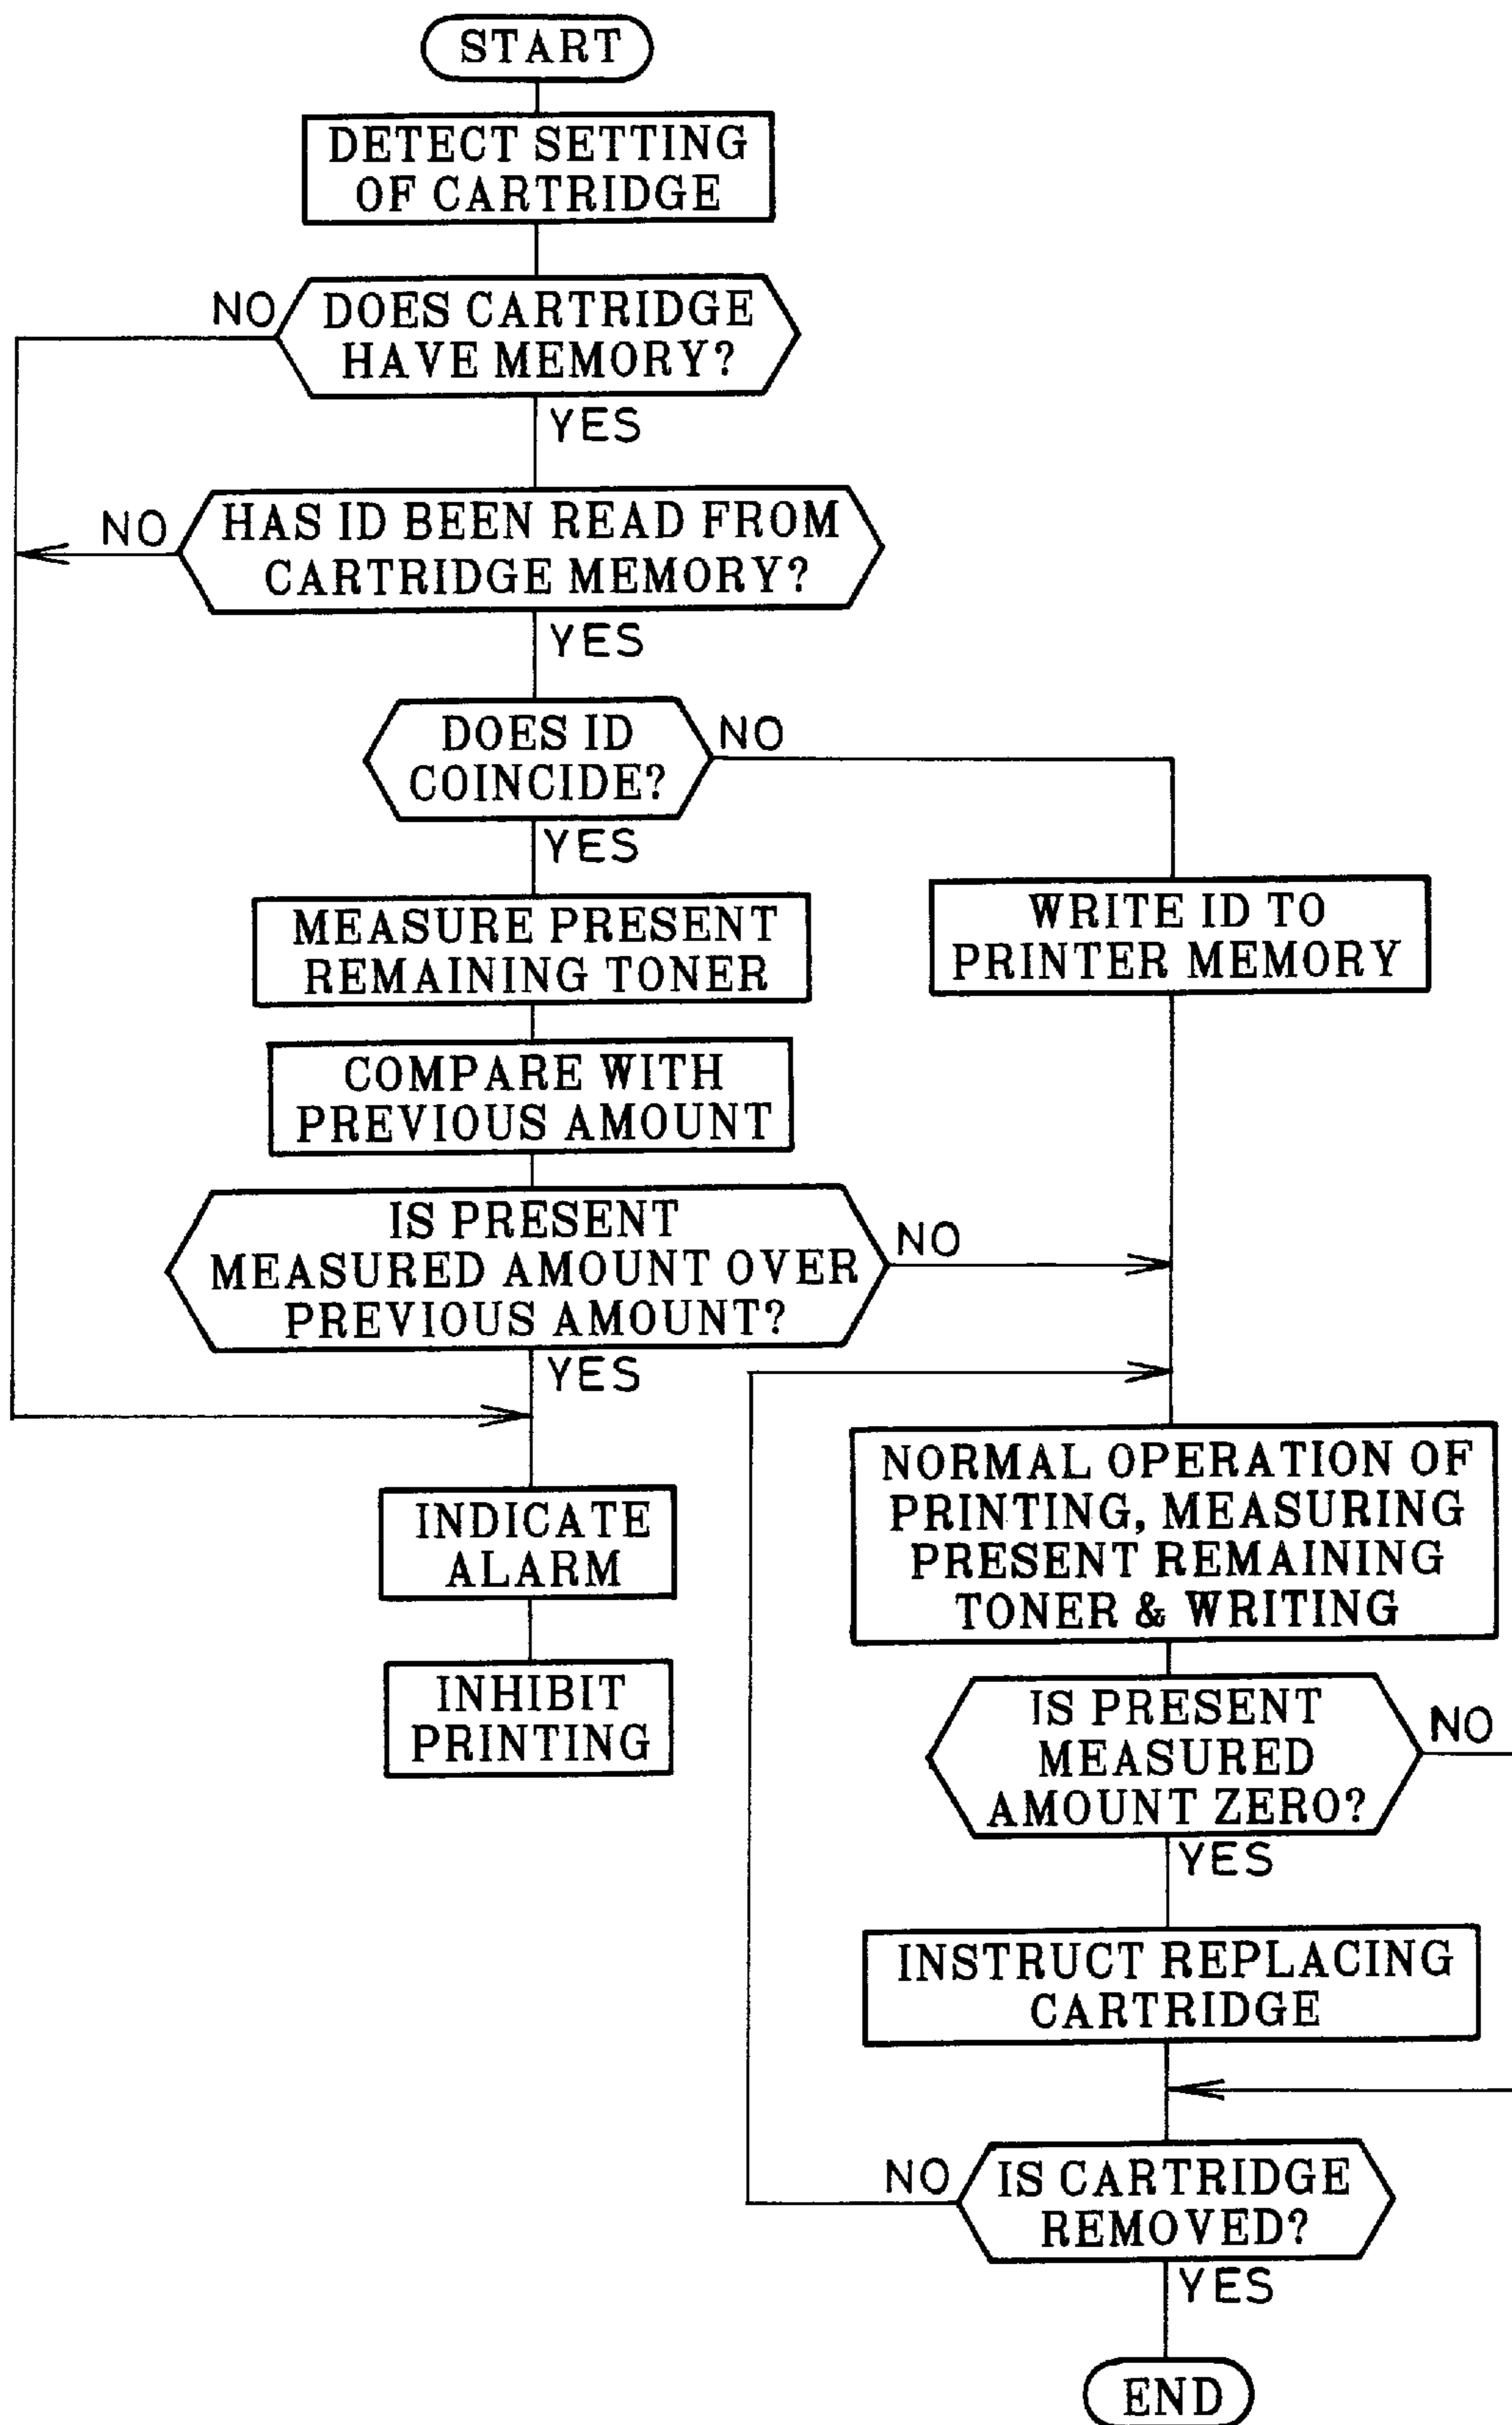 START
DETECT SETTING
OF CARTRIDGE
NO
DOES CARTRIDGE
HAVE MEMORY?
YES
NO
HAS ID BEEN READ FROM
CARTRIDGE MEMORY?
YES
DOES ID
COINCIDE?
NO
YES
MEASURE PRESENT
REMAINING TONER
WRITE ID TO
PRINTER MEMORY
COMPARE WITH
PREVIOUS AMOUNT
IS PRESENT
MEASURED AMOUNT OVER
PREVIOUS AMOUNT?
NO
YES
INDICATE
ALARM
INHIBIT
PRINTING
NORMAL OPERATION OF
PRINTING, MEASURING
PRESENT REMAINING
TONER & WRITING
IS PRESENT
MEASURED
AMOUNT ZERO?
NO
YES
INSTRUCT REPLACING
CARTRIDGE
NO
IS CARTRIDGE
REMOVED?
YES
END